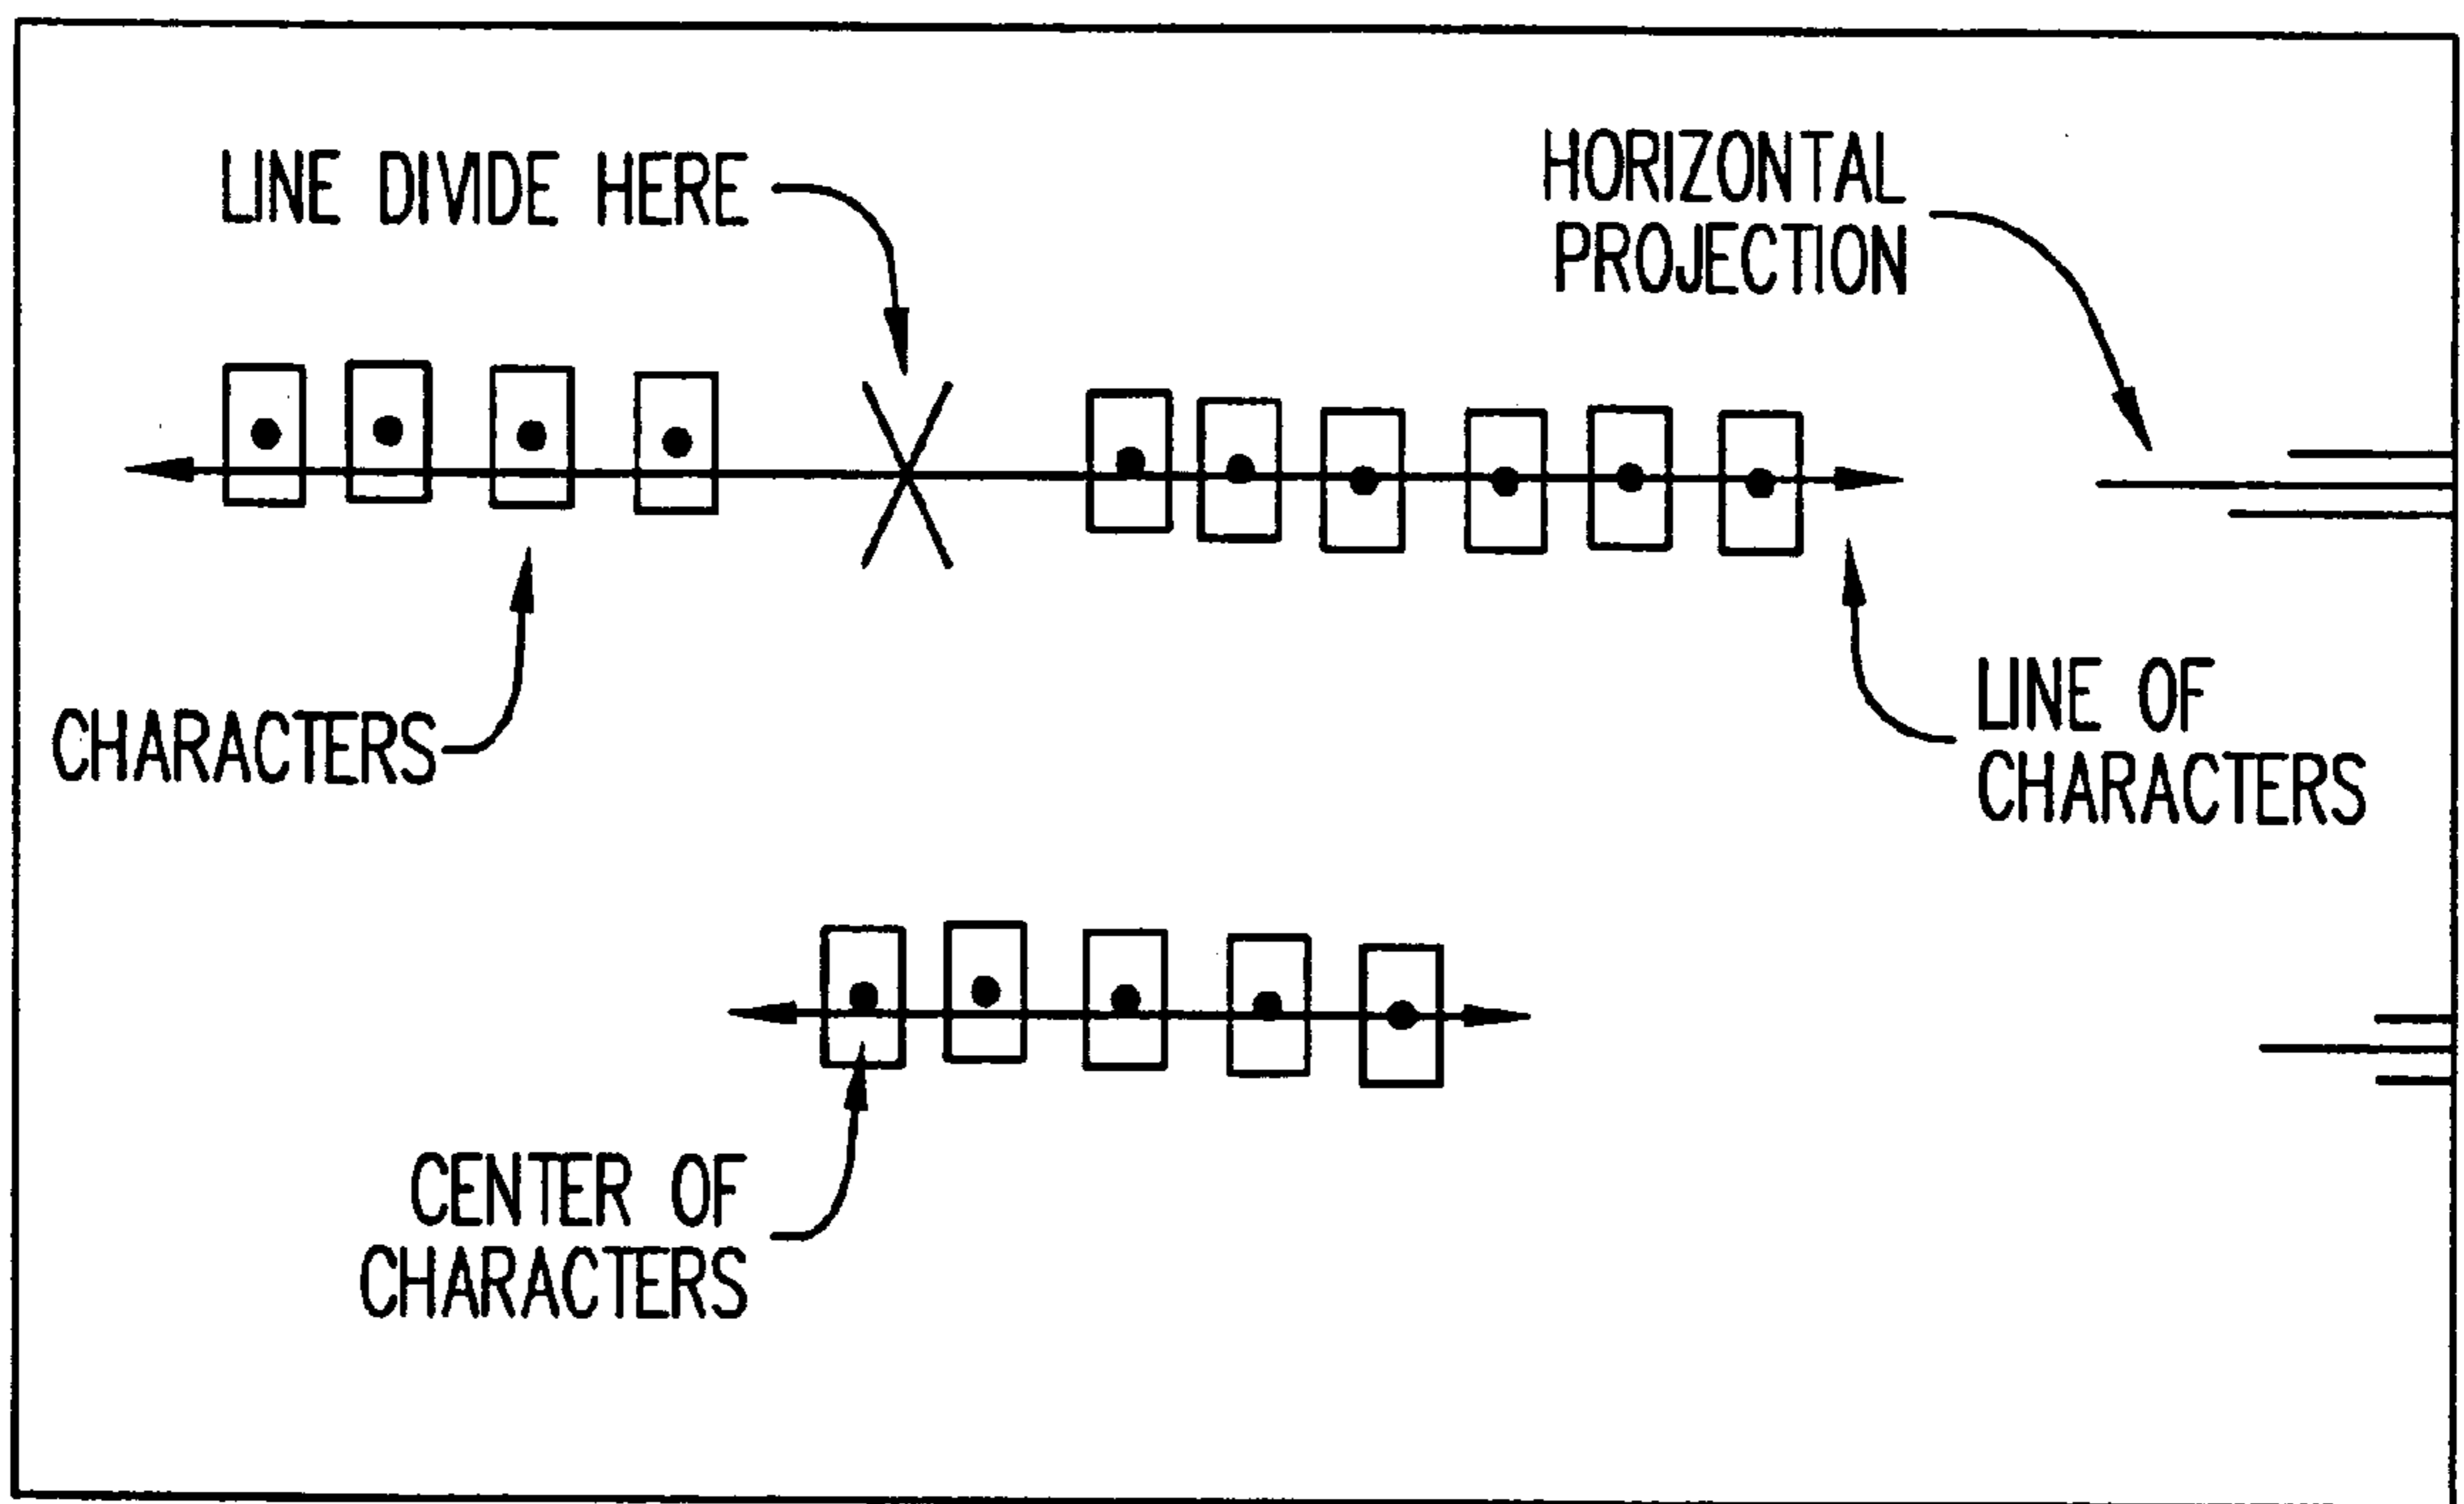 LINE DIVIDE HERE
HORIZONTAL
PROJECTION
CHARACTERS
LINE OF
CHARACTERS
CENTER OF
CHARACTERS